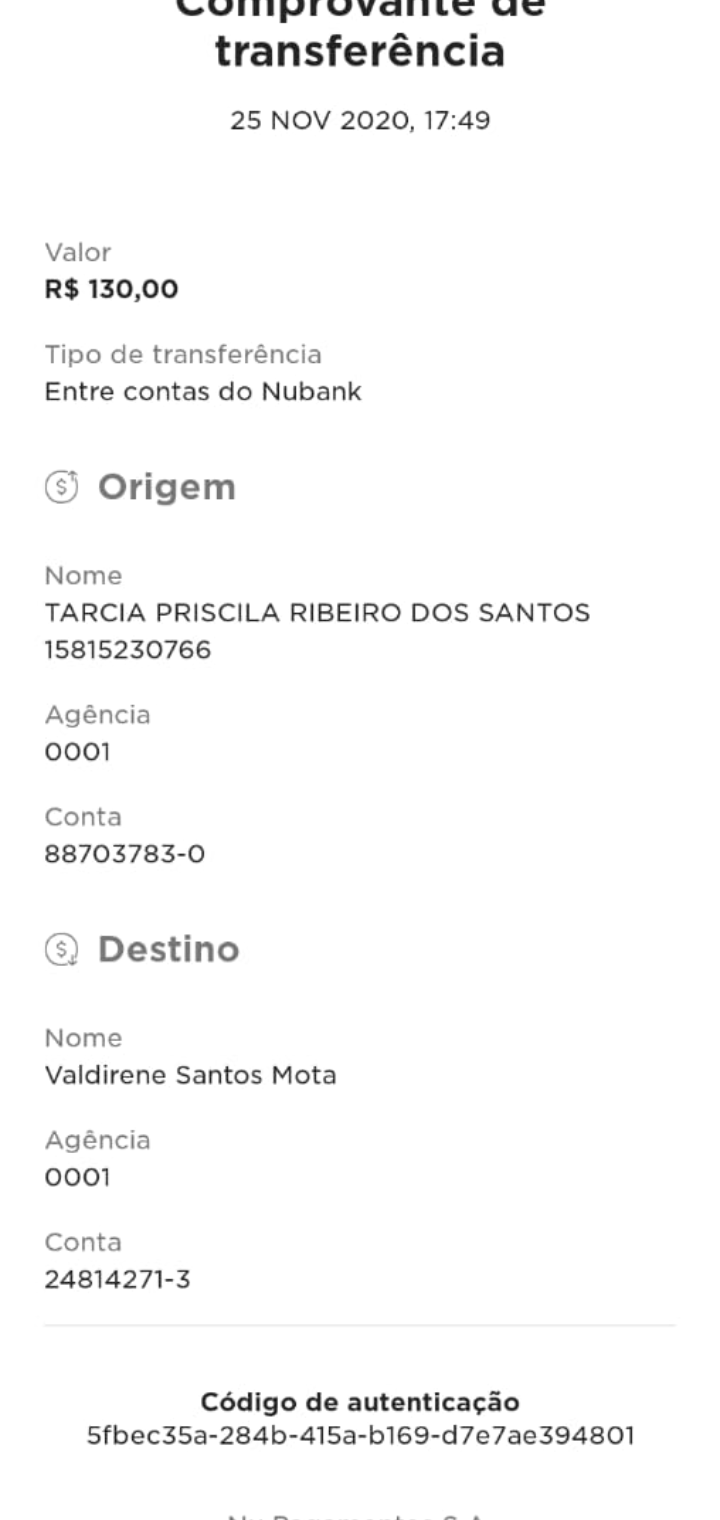 Comprovante de
transferência
25 NOV 2020, 17:49
Valor
R$ 130,00
Tipo de transferência
Entre contas do Nubank
Origem
Nome
TARCIA PRISCILA RIBEIRO DOS SANTOS
15815230766
Agência
0001
Conta
88703783-0
Destino
Nome
Valdirene Santos Mota
Agência
0001
Conta
24814271-3
Código de autenticação
5fbec35a-284b-415a-b169-d7e7ae394801
Nu Pagamentos S.A.